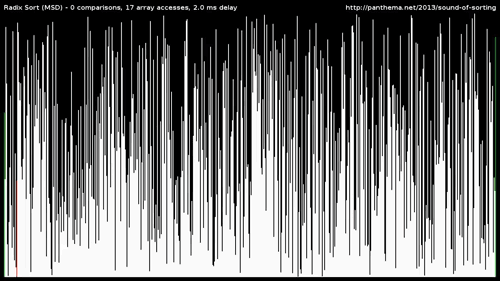 Radix Sort (MSD) - 0 comparisons, 17 array accesses, 2.0 ms delay
http://panthema.net/2013/sound-of-sorting